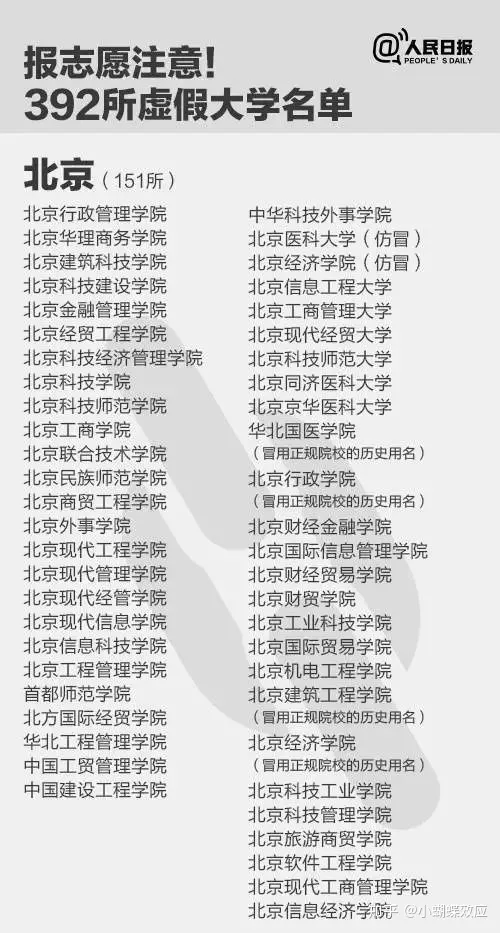 @人民日报
PEOPLE'S DAILY
报志愿注意！
392所虚假大学名单
北京（151所）
北京行政管理学院
北京华理商务学院
北京建筑科技学院
北京科技建设学院
北京金融管理学院
北京经贸工程学院
北京科技经济管理学院
北京科技学院
北京科技师范学院
北京工商学院
北京联合技术学院
北京民族师范学院
北京商贸工程学院
北京外事学院
北京现代工程学院
北京现代管理学院
北京现代经管学院
北京现代信息学院
北京信息科技学院
北京工程管理学院
首都师范学院
北方国际经贸学院
华北工程管理学院
中国工贸管理学院
中国建设工程学院
中华科技外事学院
北京医科大学（仿冒）
北京经济学院（仿冒）
北京信息工程大学
北京工商管理大学
北京现代经贸大学
北京科技师范大学
北京同济医科大学
北京京华医科大学
华北国医学院
（冒用正规院校的历史用名）
北京行政学院
（冒用正规院校的历史用名）
北京财经金融学院
北京国际信息管理学院
北京财经贸易学院
北京财贸学院
北京工业科技学院
北京国际贸易学院
北京机电工程学院
北京建筑工程学院
（冒用正规院校的历史用名）
北京经济学院
（冒用正规院校的历史用名）
北京科技工业学院
北京科技管理学院
北京旅游商贸学院
北京软件工程学院
北京现代工商管理学院
北京信息经济学院
知乎 @小蝴蝶效应